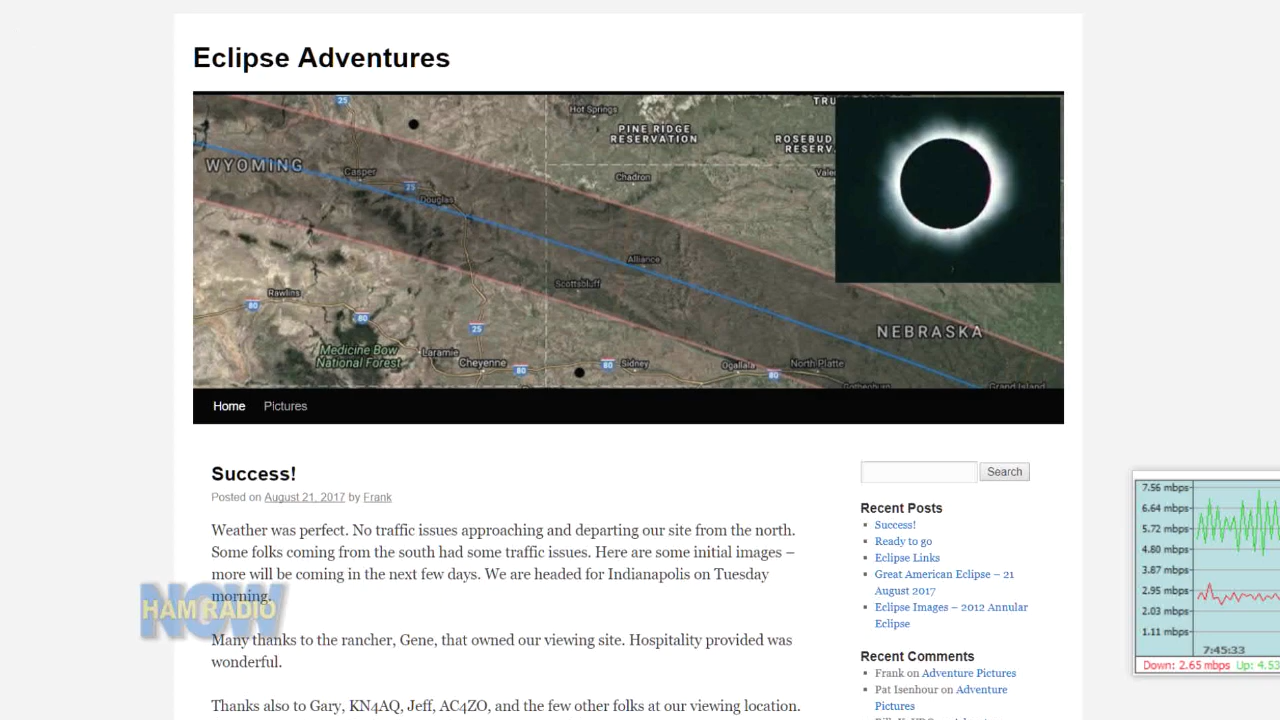 Eclipse Adventures
25
Hot Springs
TRU
PINE RIDGE
RESERVATION
ROSEBUD
RESERV.
WYOMING
Casper
Chadron
Vale
25
Douglas
Alliance
Scottsbluff
Rawlins
80
80
25
NEBRASKA
Medicine Bow
National Forest
Laramie
Cheyenne
80
80
Sidney
Ogallala
80
North Platte
Gothenburg
Grand Island
Home Pictures
Success!
Posted on August 21, 2017 by Frank
Weather was perfect. No traffic issues approaching and departing our site from the north.
Some folks coming from the south had some traffic issues. Here are some initial images –
more will be coming in the next few days. We are headed for Indianapolis on Tuesday
morning.
Many thanks to the rancher, Gene, that owned our viewing site. Hospitality provided was
wonderful.
Thanks also to Gary, KN4AQ, Jeff, AC4ZO, and the few other folks at our viewing location.
HAM RADIO
NOW
Search
Recent Posts
Success!
Ready to go
Eclipse Links
Great American Eclipse – 21
August 2017
Eclipse Images – 2012 Annular
Eclipse
Recent Comments
Frank on Adventure Pictures
Pat Isenhour on Adventure
Pictures
7.56 mbps
6.64 mbps
5.72 mbps
4.80 mbps
3.87 mbps
2.95 mbps
2.03 mbps
1.11 mbps
7:45:33
Down: 2.65 mbps Up: 4.53